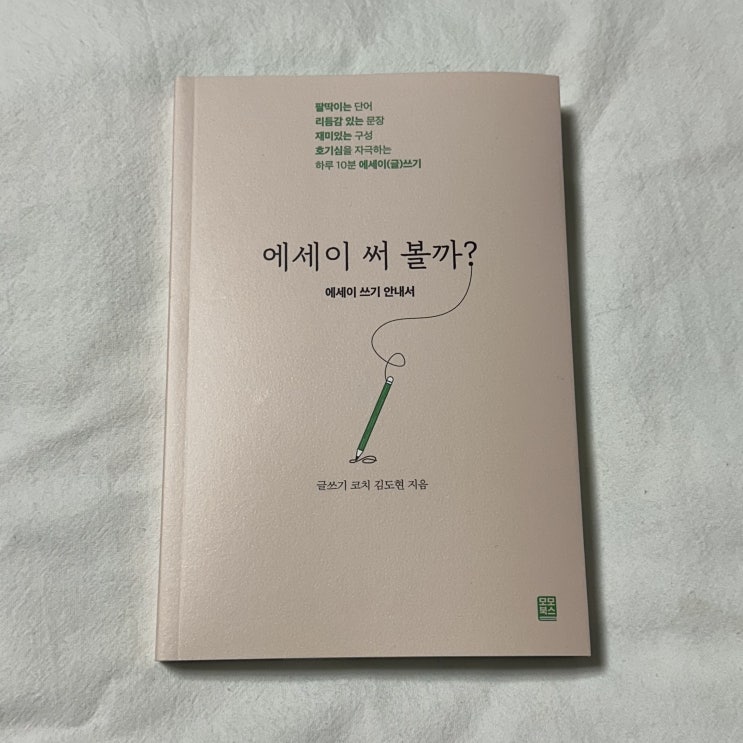 팔딱이는 단어
리듬감 있는 문장
재미있는 구성
호기심을 자극하는
하루 10분 에세이(글)쓰기
에세이 써 볼까?
에세이 쓰기 안내서
글쓰기 코치 김도현 지음
모모
북스